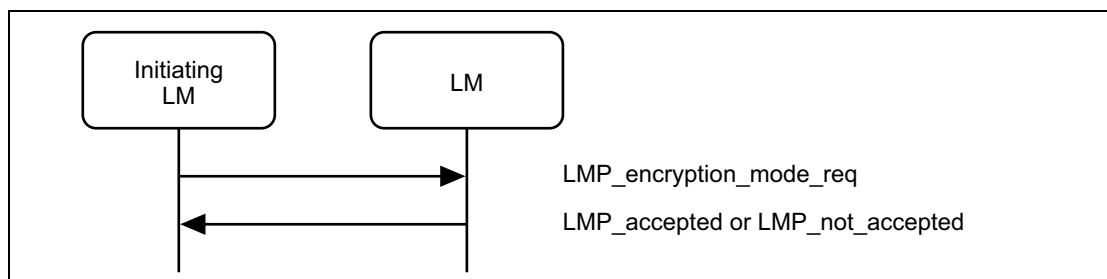 Initiating
LM
LM
LMP_encryption_mode_req
LMP_accepted or LMP_not_accepted